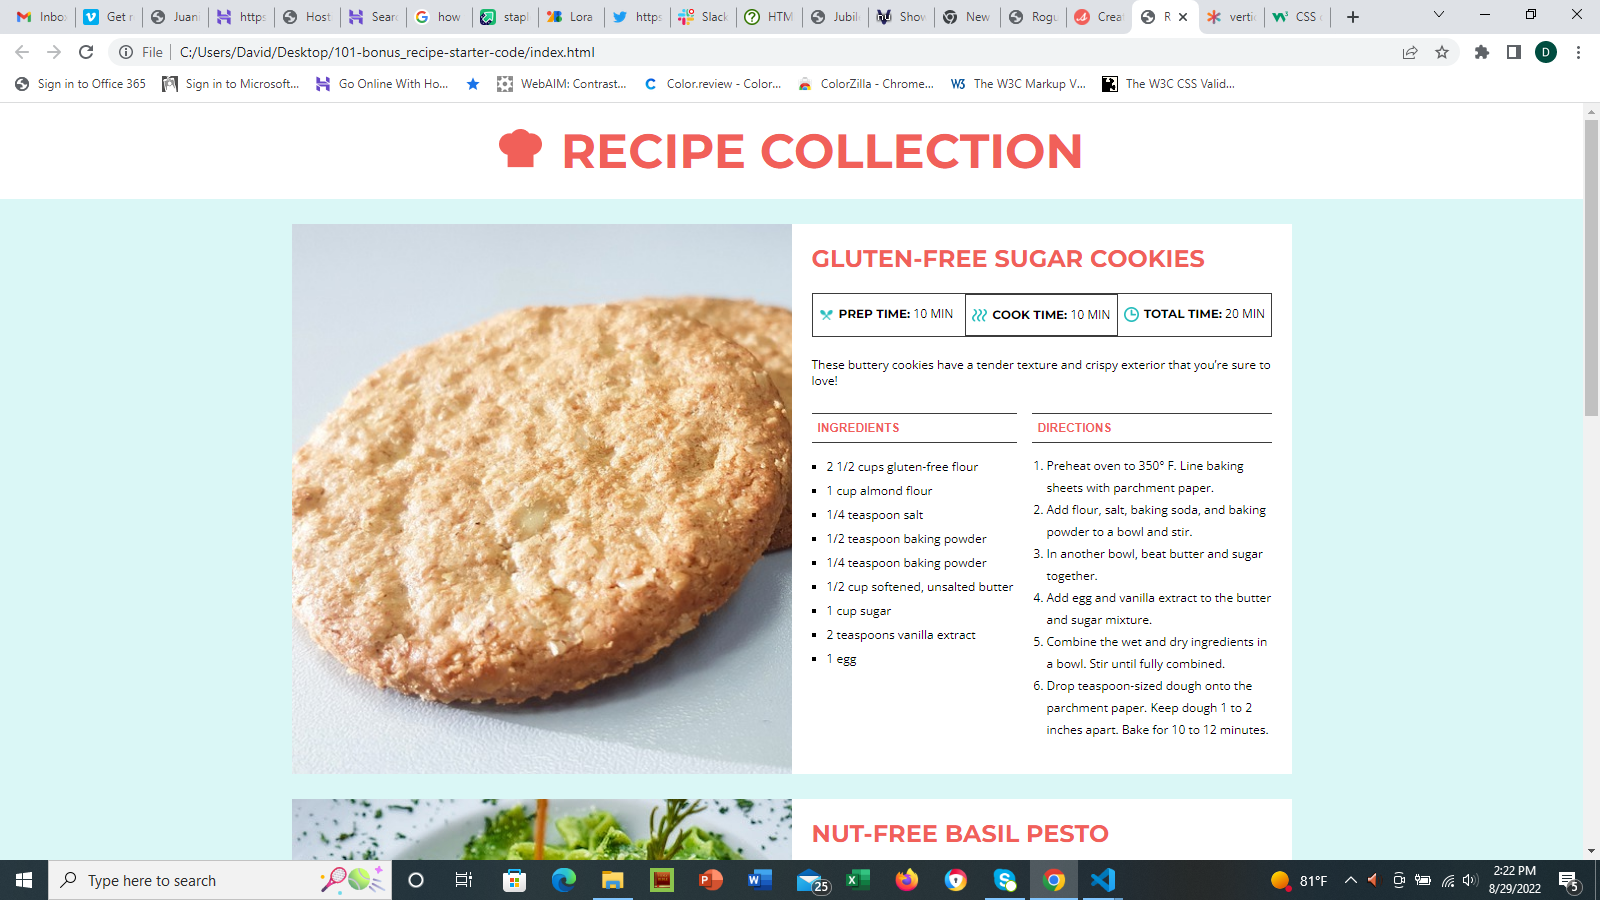 Inbo
Get r
Juan
https
Host
Searc
how
stapl
Lora
https
Slack
HTM
Jubil
Show
New
Rogu
Crea
R
verti
CSS
File
C:/Users/David/Desktop/101-bonus_recipe-starter-code/index.html
D
Sign in to Office 365
Sign in to Microsoft...
Go Online With Ho...
WebAIM: Contrast...
Color.review - Color...
ColorZilla - Chrome...
The W3C Markup V...
The W3C CSS Valid...
RECIPE COLLECTION
GLUTEN-FREE SUGAR COOKIES
PREP TIME: 10 MIN
COOK TIME: 10 MIN
TOTAL TIME: 20 MIN
These buttery cookies have a tender texture and crispy exterior that you’re sure to
love!
INGREDIENTS
2 1/2 cups gluten-free flour
1 cup almond flour
1/4 teaspoon salt
1/2 teaspoon baking powder
1/4 teaspoon baking powder
1/2 cup softened, unsalted butter
1 cup sugar
2 teaspoons vanilla extract
1 egg
DIRECTIONS
1. Preheat oven to 350° F. Line baking
sheets with parchment paper.
2. Add flour, salt, baking soda, and baking
powder to a bowl and stir.
3. In another bowl, beat butter and sugar
together.
4. Add egg and vanilla extract to the butter
and sugar mixture.
5. Combine the wet and dry ingredients in
a bowl. Stir until fully combined.
6. Drop teaspoon-sized dough onto the
parchment paper. Keep dough 1 to 2
inches apart. Bake for 10 to 12 minutes.
NUT-FREE BASIL PESTO
Type here to search
25
81°F
2:22 PM
8/29/2022
5